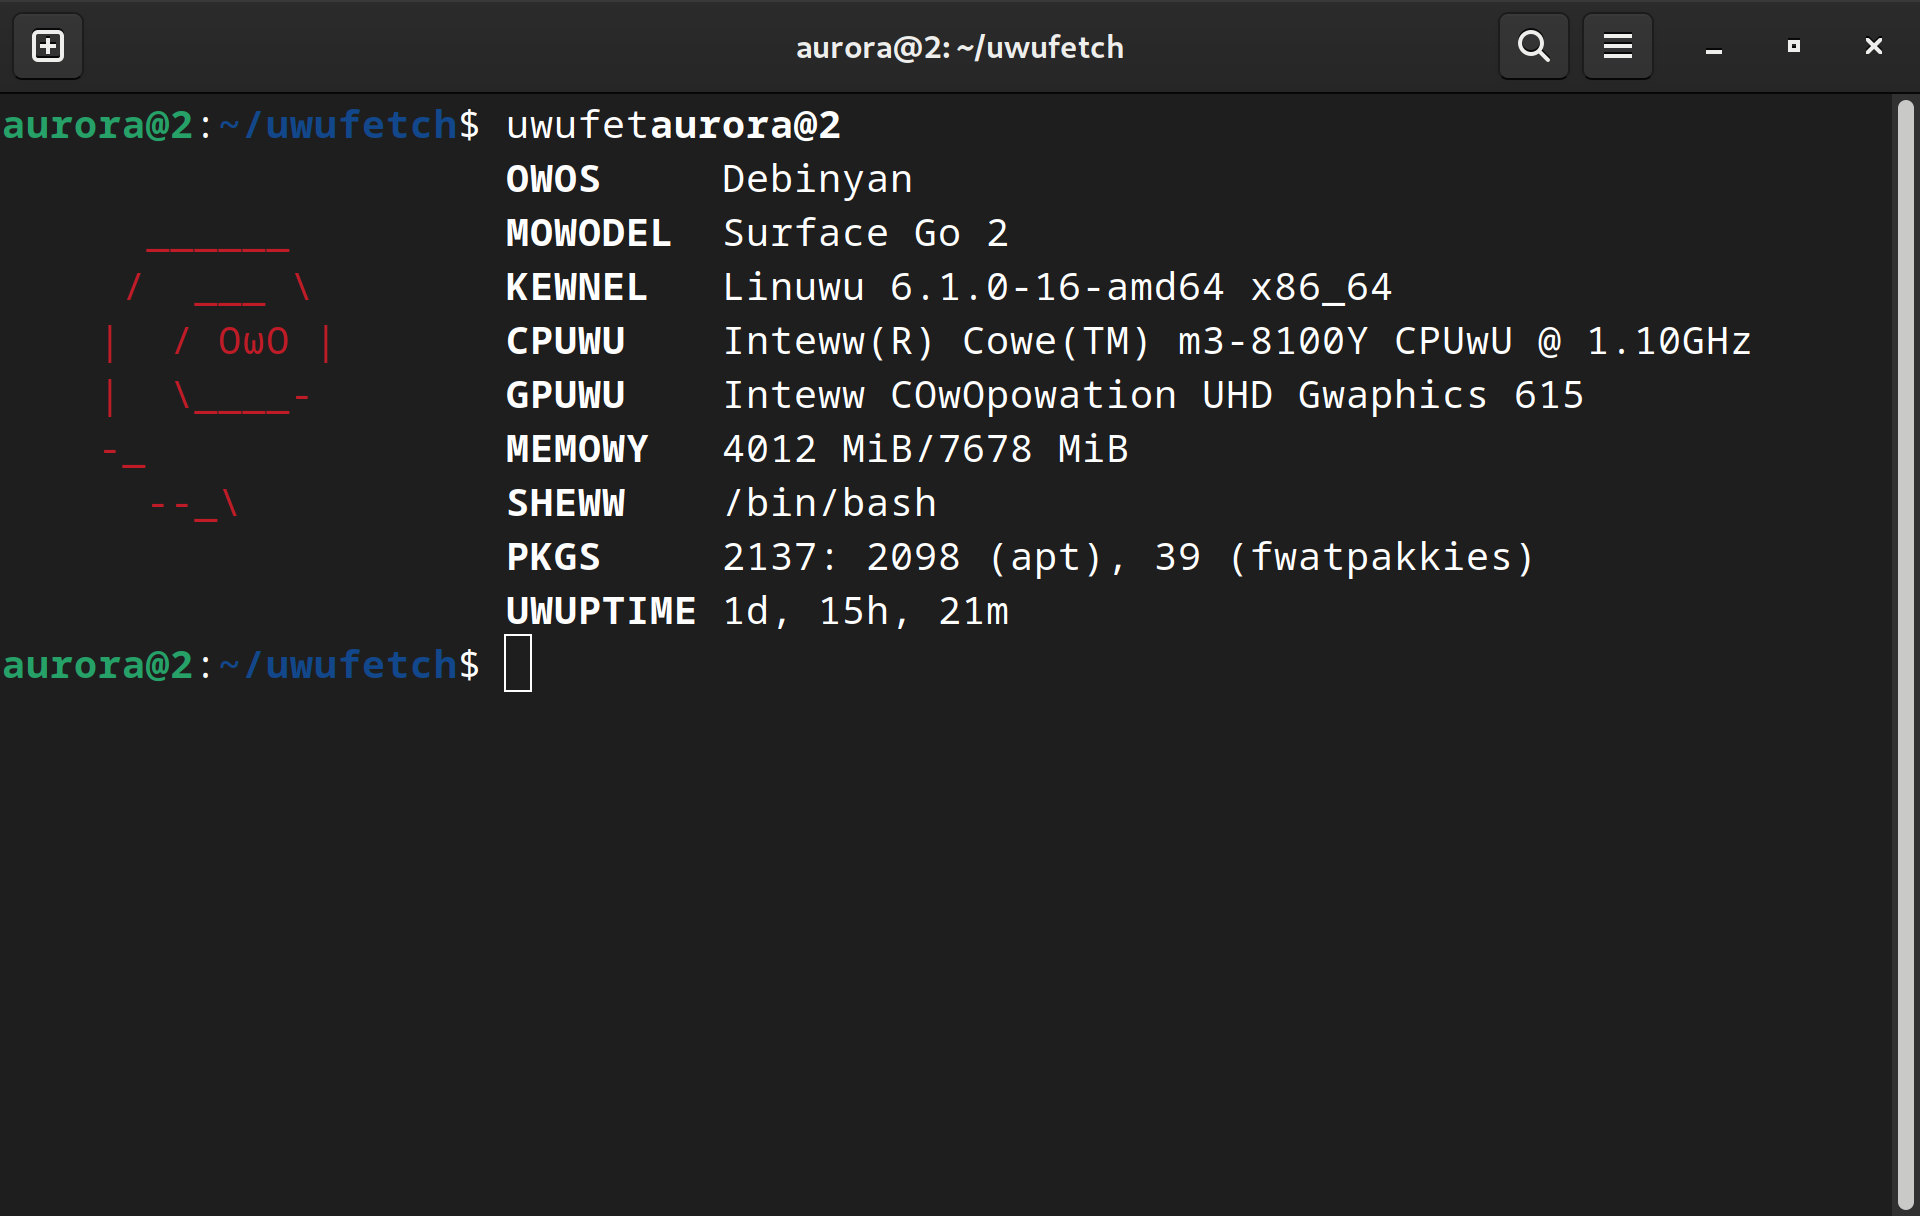 aurora@2: ~/uwufetch
aurora@2:~/uwufetch$ uwufetaurora@2
                     OWOS     Debinyan
      ______         MOWODEL  Surface Go 2
     /  ___ \        KEWNEL   Linuwu 6.1.0-16-amd64 x86_64
    |  / OωO |       CPUWU    Inteww(R) Cowe(TM) m3-8100Y CPUwU @ 1.10GHz
    |  \____-        GPUWU    Inteww COwOpowation UHD Gwaphics 615
    -_               MEMOWY   4012 MiB/7678 MiB
      --_\           SHEWW    /bin/bash
                     PKGS     2137: 2098 (apt), 39 (fwatpakkies)
                     UWUPTIME 1d, 15h, 21m
aurora@2:~/uwufetch$